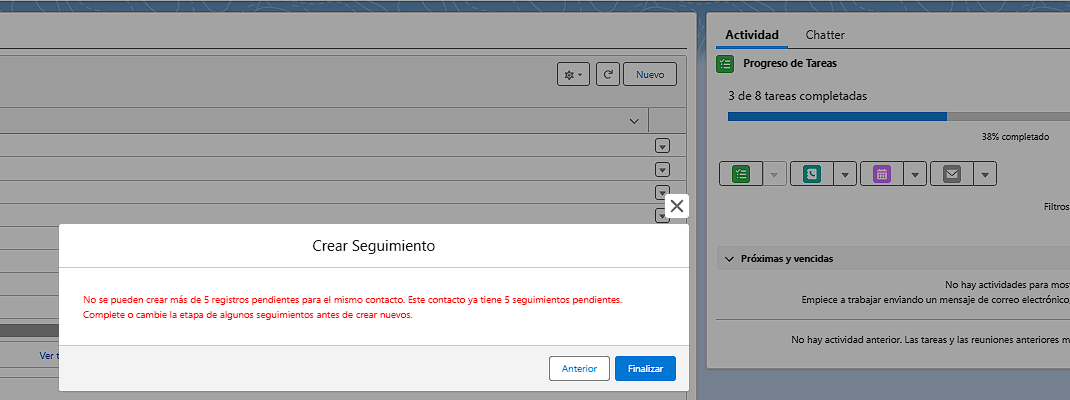 Actividad
Chatter
Progreso de Tareas
Nuevo
3 de 8 tareas completadas
38% completado
Filtros
Crear Seguimiento
Próximas y vencidas
No se pueden crear más de 5 registros pendientes para el mismo contacto. Este contacto ya tiene 5 seguimientos pendientes.
Complete o cambie la etapa de algunos seguimientos antes de crear nuevos.
No hay actividades para most
Empiece a trabajar enviando un mensaje de correo electrónico,
No hay actividad anterior. Las tareas y las reuniones anteriores m
Ver t
Anterior
Finalizar